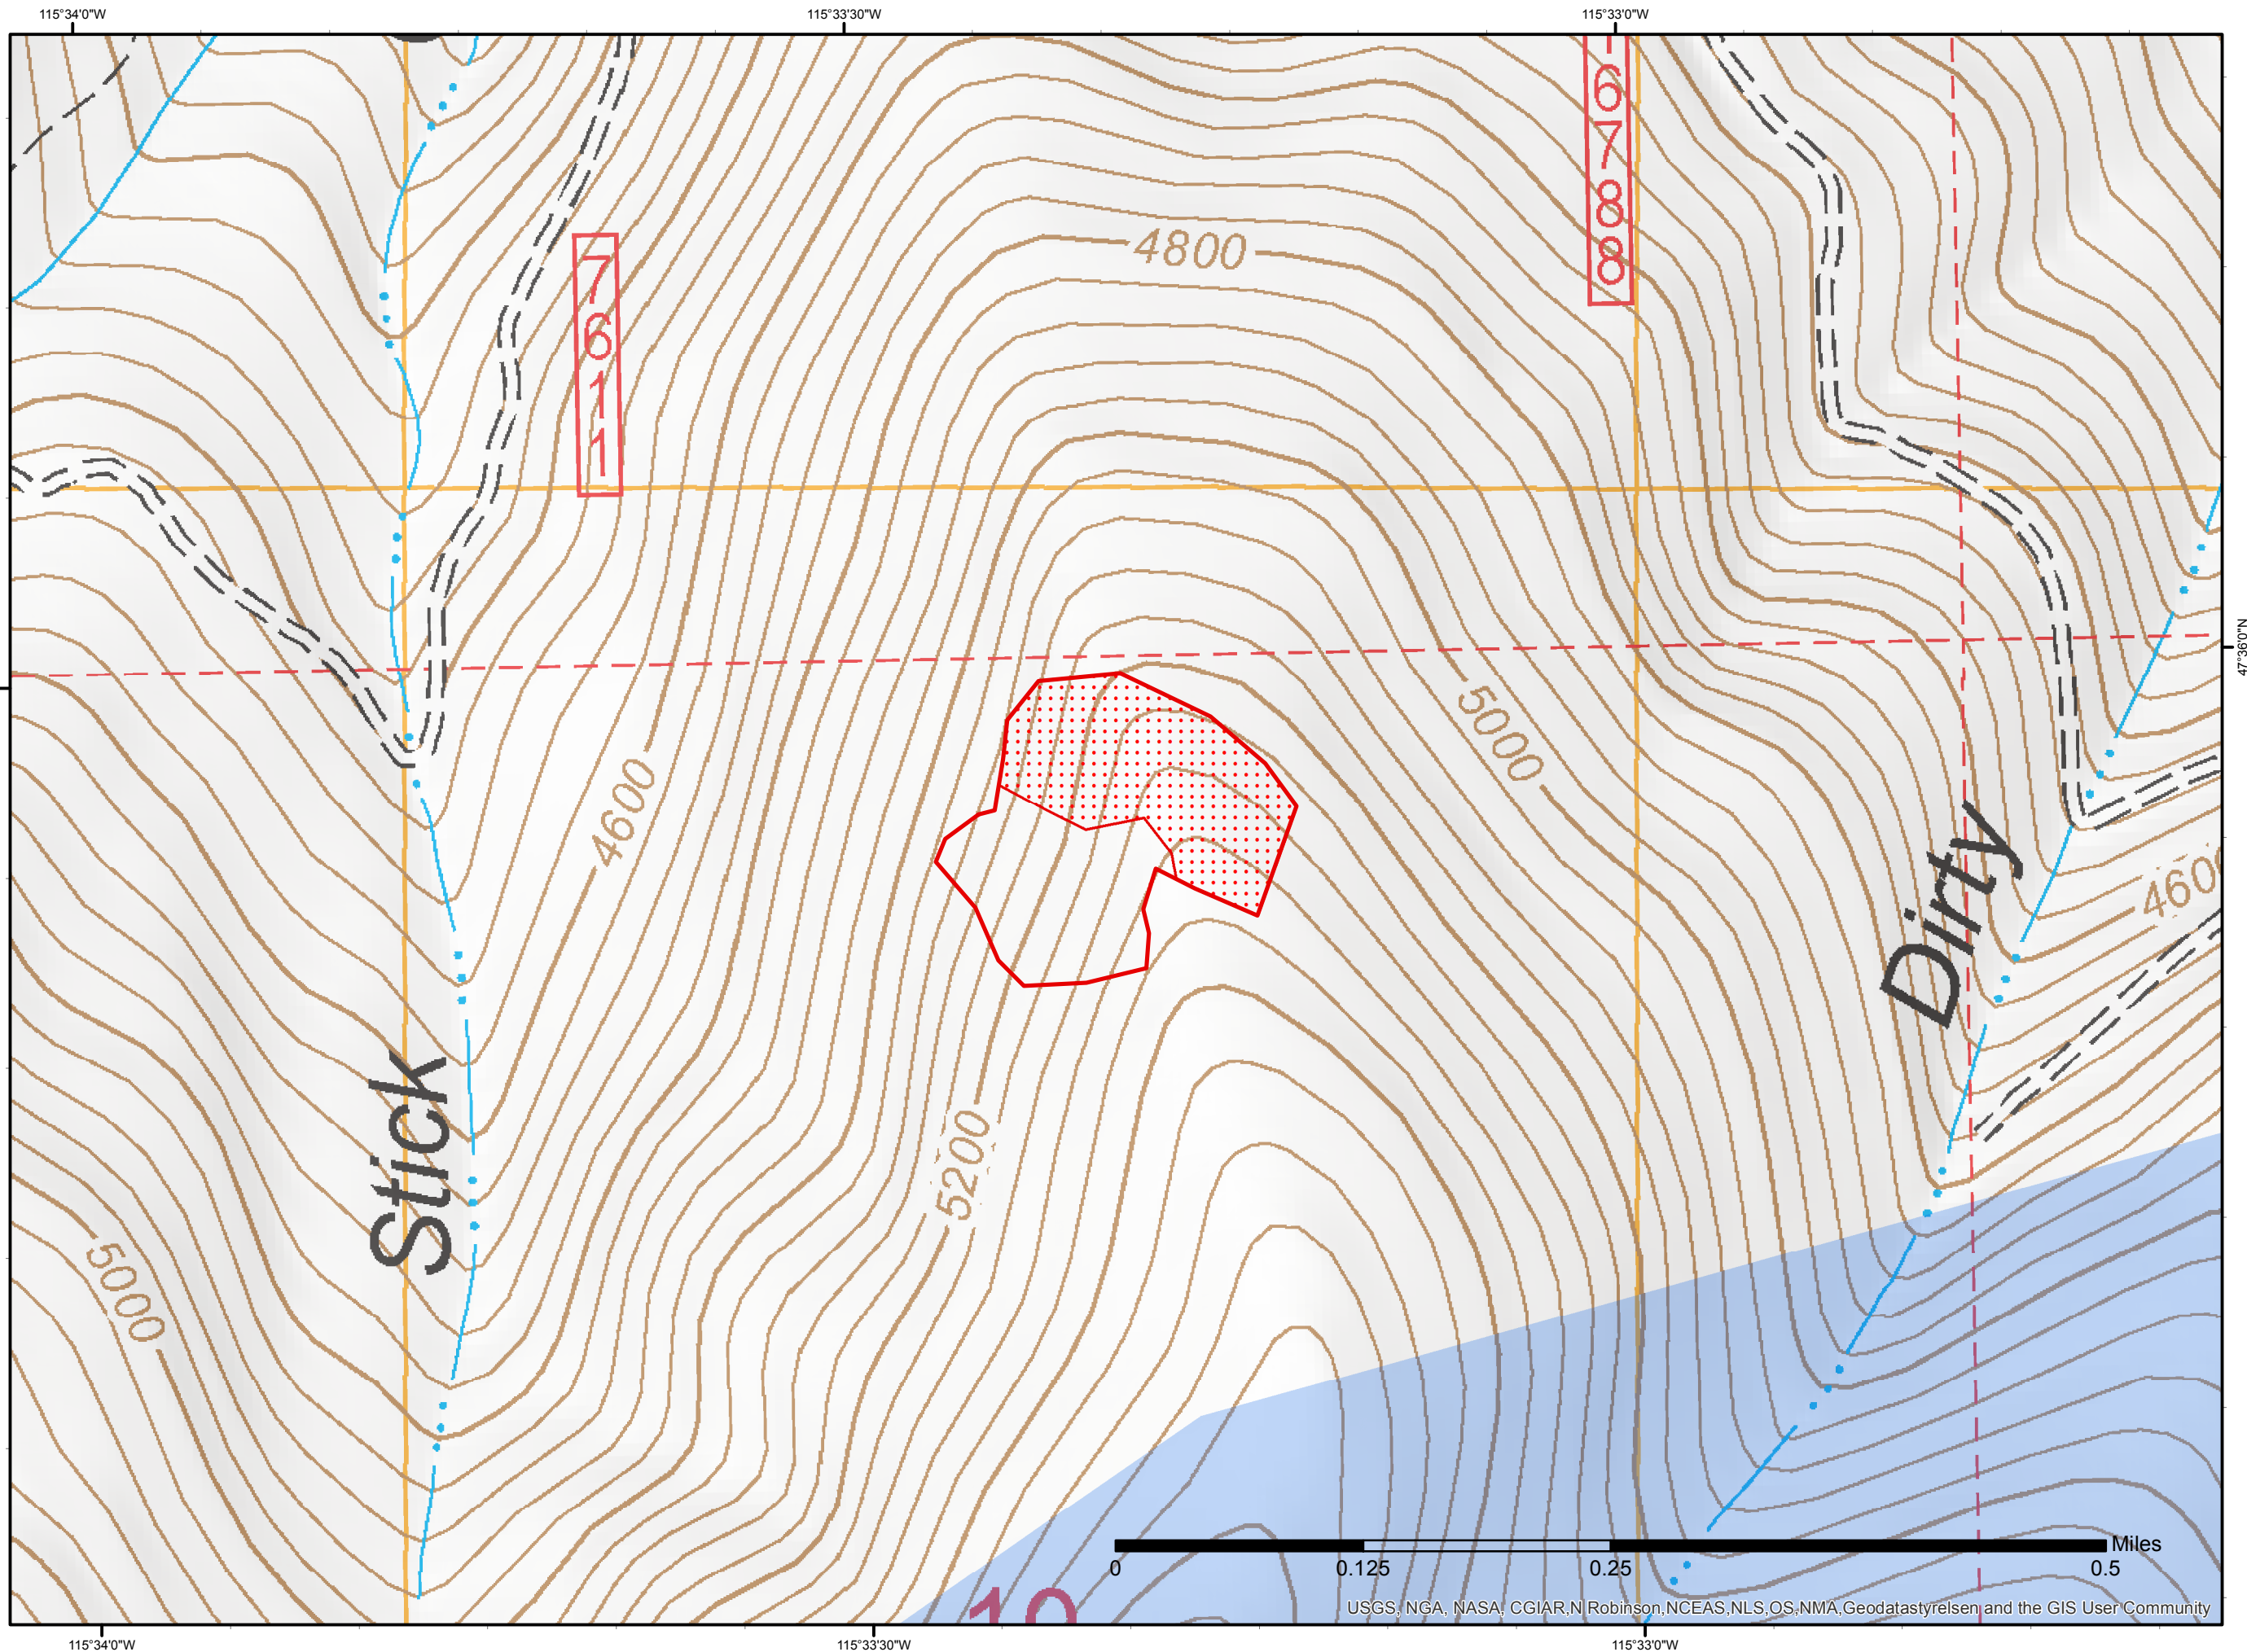 115°34'0"W
115°33'30"W
115°33'0"W
7611
6788
4800
5000
4600
47°36'0"N
Dirty
Stick
5200
5000
0
0.125
0.25
0.5
Miles
USGS, NGA, NASA, CGIAR,N Robinson,NCEAS,NLS,OS,NMA,Geodatastyrelsen and the GIS User Community
115°34'0"W
115°33'30"W
115°33'0"W